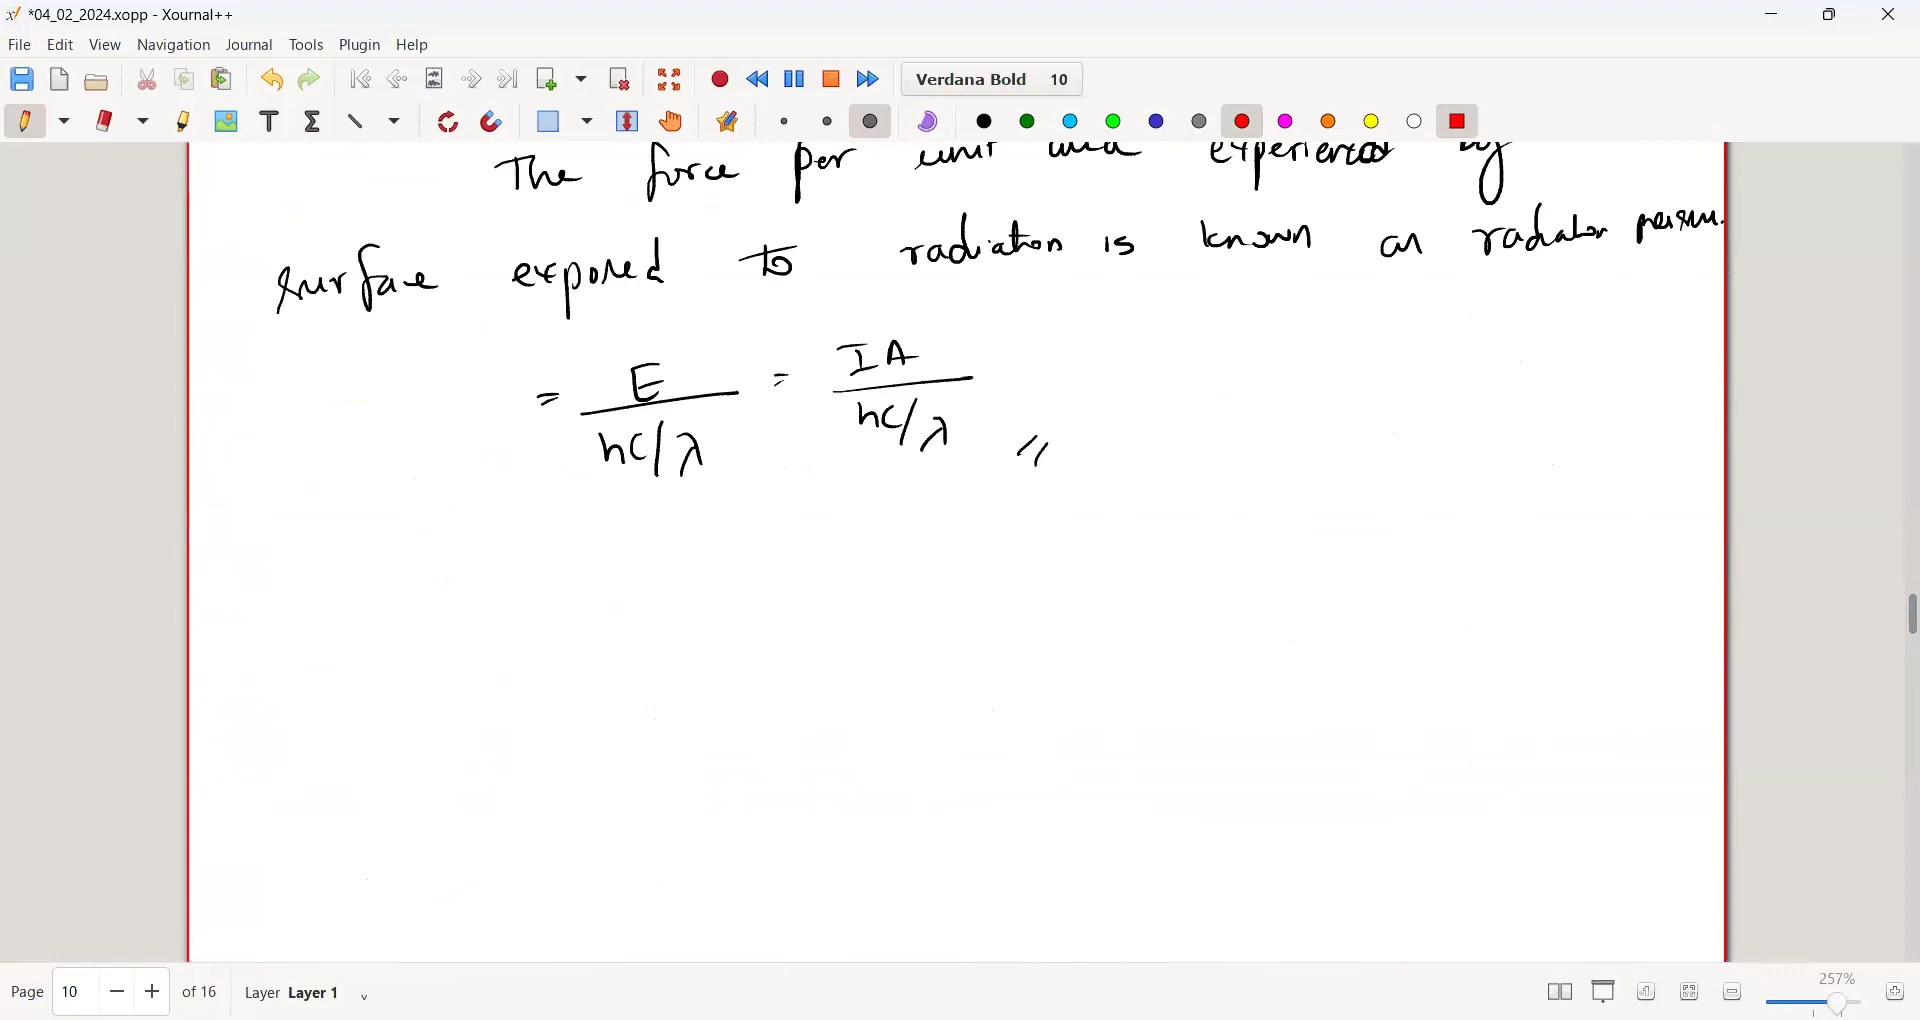 *04_02_2024.xopp - Xournal++
File Edit View Navigation Journal Tools Plugin Help
Verdana Bold 10
The force per unit area experienced by
surface exposed to radiation is known as radiation
= E / hc/λ = IA / hc/λ //
Page 10 of 16 Layer Layer 1
257%